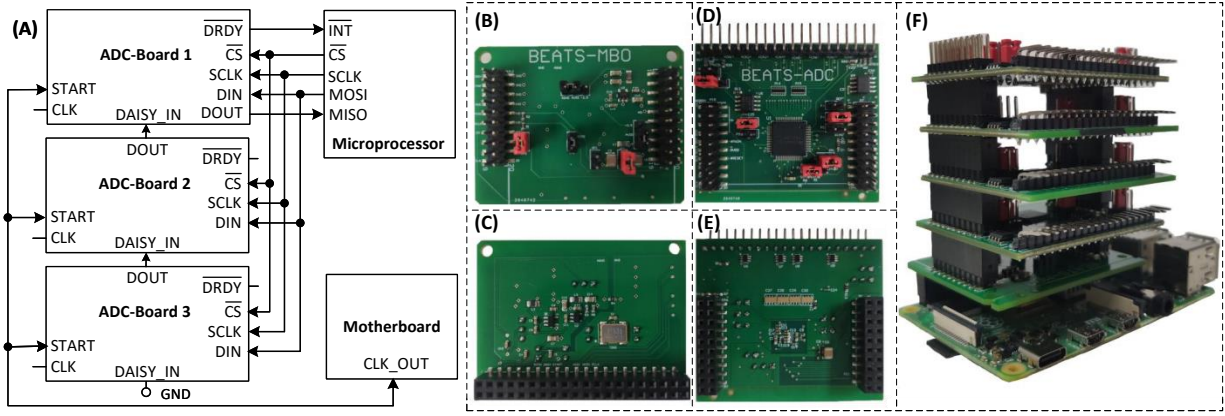 (A)
ADC-Board 1
DRDY
CS
SCLK
DIN
DOUT
START
CLK
DAISY_IN
INT
CS
SCLK
MOSI
MISO
Microprocessor
DOUT
ADC-Board 2
DRDY
CS
SCLK
DIN
START
CLK
DAISY_IN
DOUT
ADC-Board 3
DRDY
CS
SCLK
DIN
START
CLK
DAISY_IN
GND
Motherboard
CLK_OUT
(B)
BEATS-MBO
(C)
(D)
BEATS-ADC
(E)
(F)